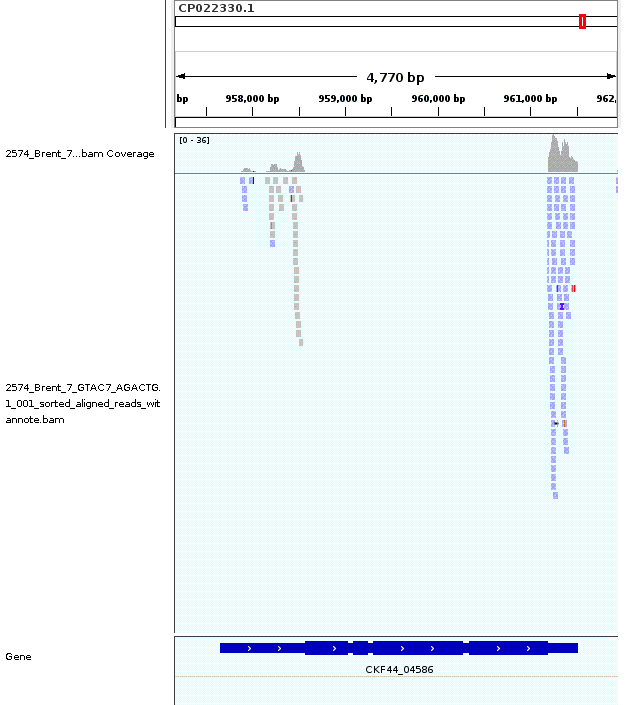 CP022330.1
4,770 bp
bp 958,000 bp 959,000 bp 960,000 bp 961,000 bp 962,
2574_Brent_7...bam Coverage
[0 - 36]
2574_Brent_7_GTAC7_AGACTG.
1_001_sorted_aligned_reads_wit
annote.bam
Gene
CKF44_04586